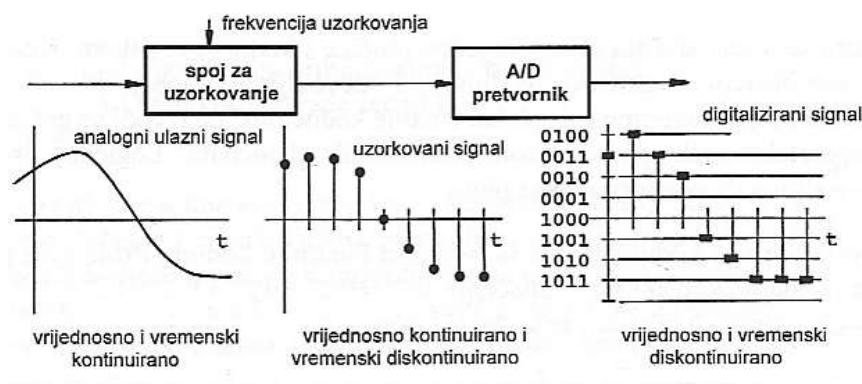 frekvencija uzorkovanja
spoj za
uzorkovanje
A/D
pretvornik
analogni ulazni signal
t
uzorkovani signal
t
digitalizirani signal
0100
0011
0010
0001
1000
1001
1010
1011
t
vrijednosno i vremenski
kontinuirano
vrijednosno kontinuirano i
vremenski diskontinuirano
vrijednosno i vremenski
diskontinuirano